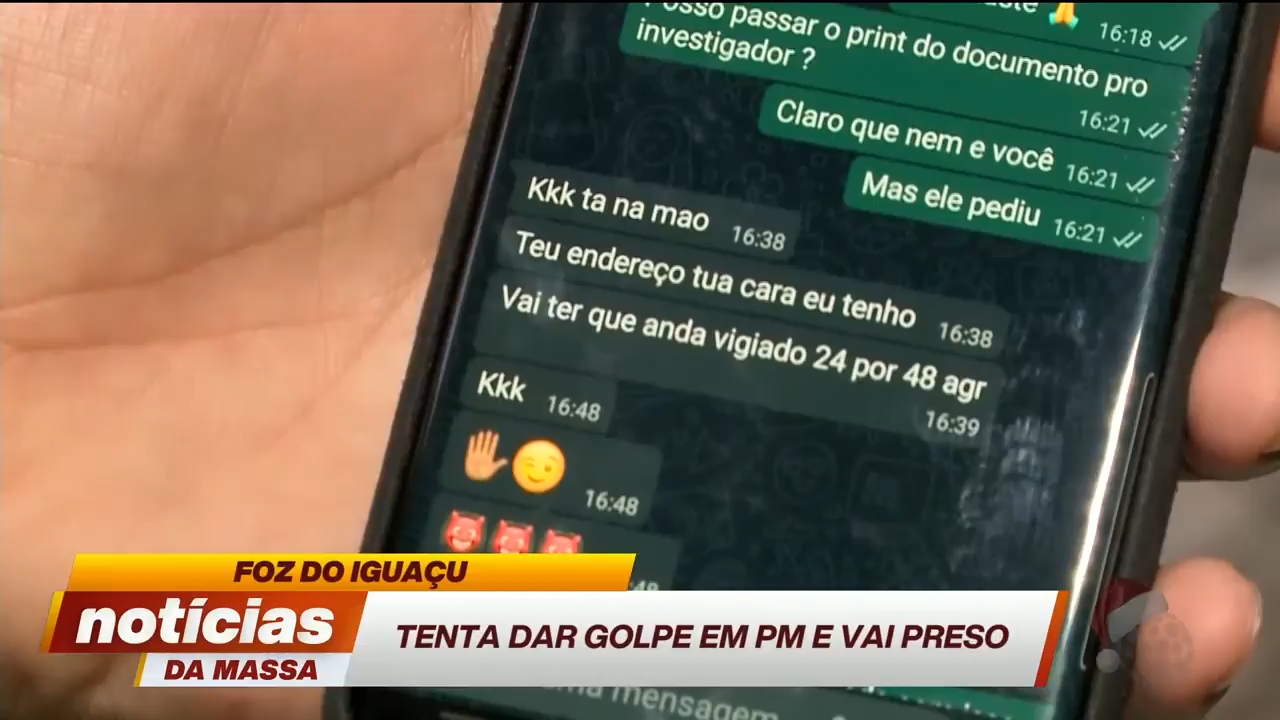 16:18
passar o print do documento pro
investigador ?
16:21
Claro que nem e você 16:21
Mas ele pediu 16:21
Kkk ta na mao 16:38
Teu endereço tua cara eu tenho 16:38
Vai ter que anda vigiado 24 por 48 agr
16:39
Kkk 16:48
16:48
FOZ DO IGUAÇU
notícias
DA MASSA
TENTA DAR GOLPE EM PM E VAI PRESO
mensagem